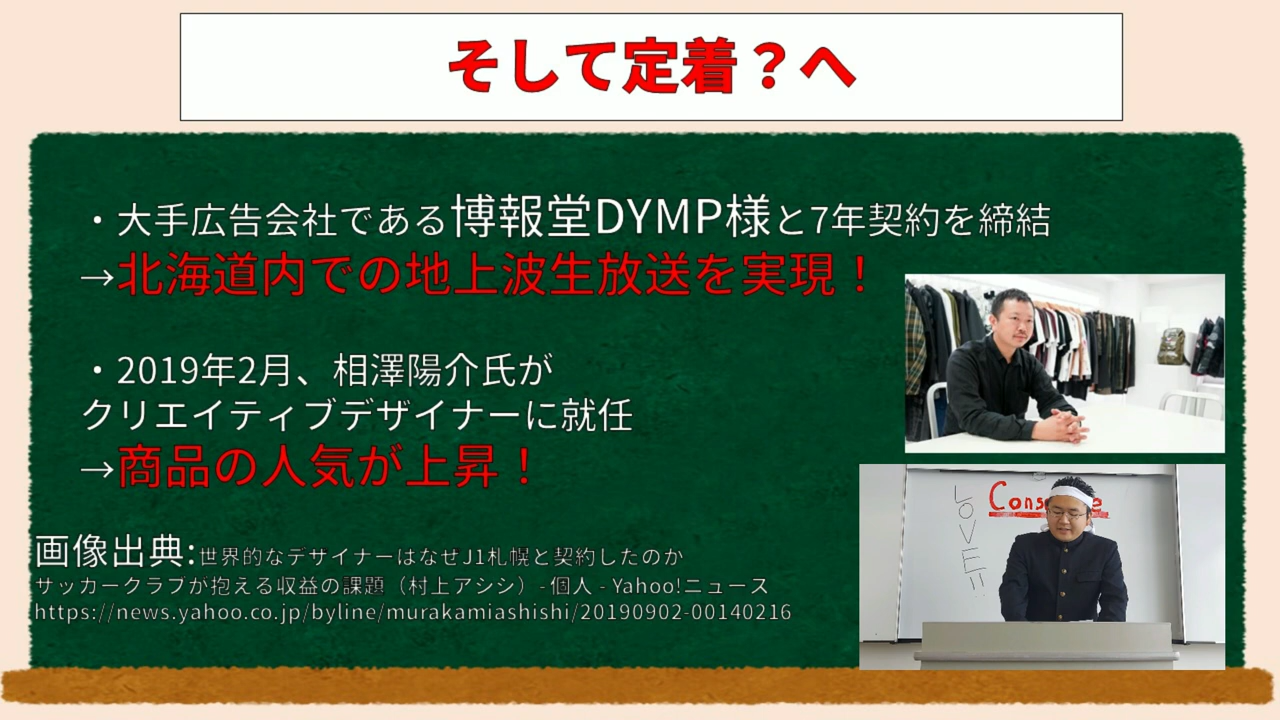 そして定着？へ
・大手広告会社である博報堂DYMP様と7年契約を締結
→北海道内での地上波生放送を実現！
・2019年2月、相澤陽介氏が
クリエイティブデザイナーに就任
→商品の人気が上昇！
画像出典:世界的なデザイナーはなぜJ1札幌と契約したのか
サッカークラブが抱える収益の課題（村上アシシ）-個人 - Yahoo!ニュース
https://news.yahoo.co.jp/byline/murakamiashishi/20190902-00140216
LOVE!!